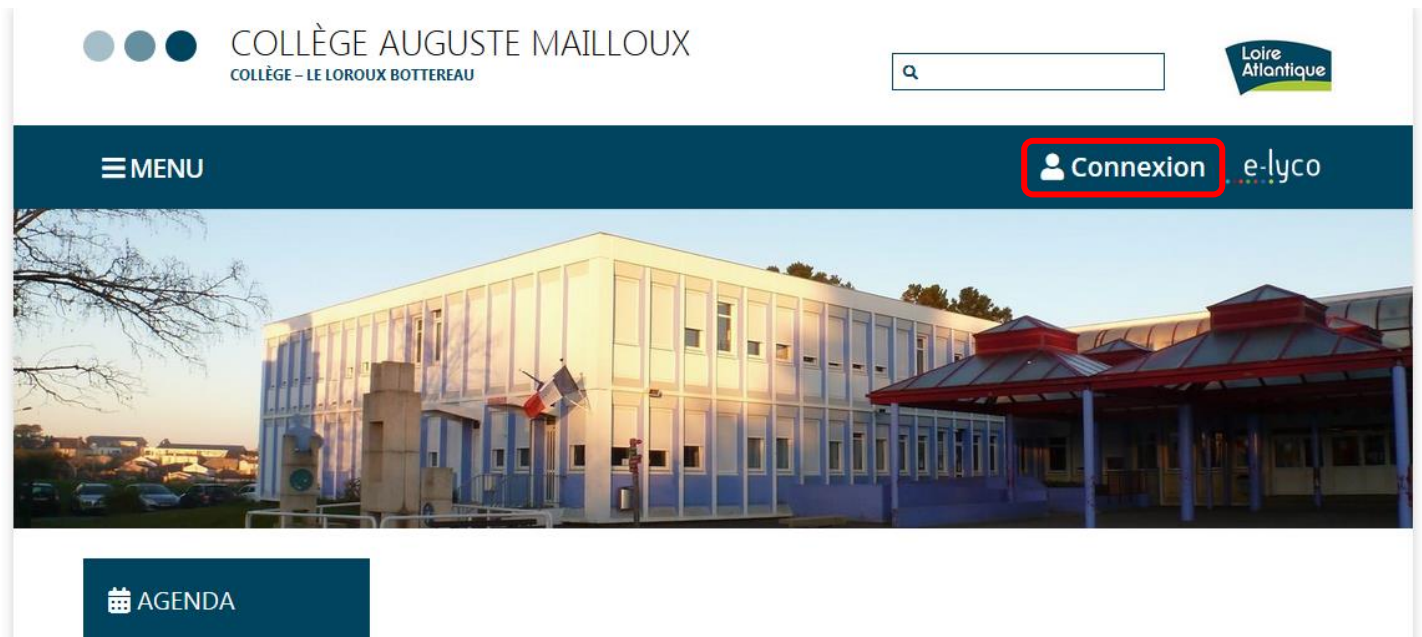 COLLÈGE AUGUSTE MAILLOUX
COLLÈGE – LE LOROUX BOTTEREAU
Loire
Atlantique
MENU
Connexion
e-lyco
AGENDA